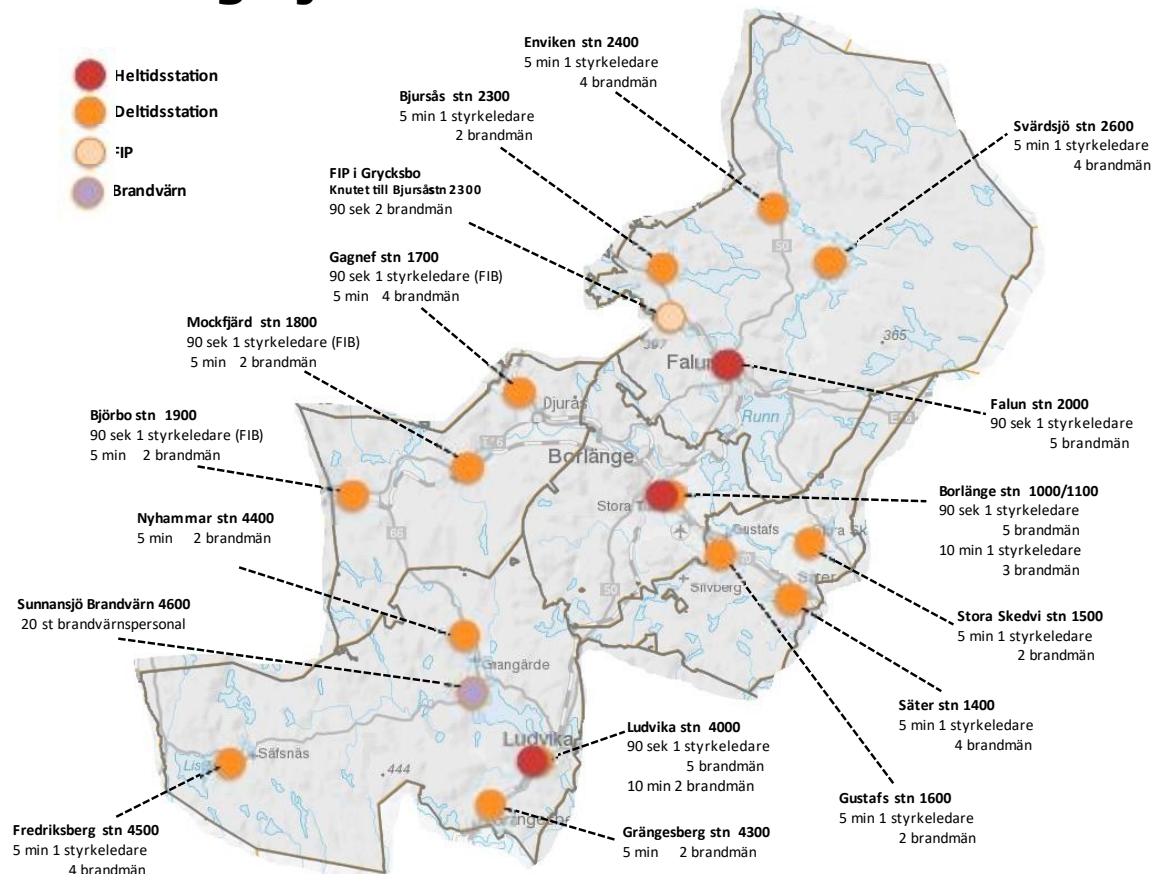 Heltidsstation
Deltidsstation
FIP
Brandvärn
Enviken stn 2400
5 min 1 styrkeledare
4 brandmän
Bjursås stn 2300
5 min 1 styrkeledare
2 brandmän
Svärdsjö stn 2600
5 min 1 styrkeledare
4 brandmän
FIP i Grycksbo
Knutet till Bjursåstn 2300
90 sek 2 brandmän
Gagnef stn 1700
90 sek 1 styrkeledare (FIB)
5 min 4 brandmän
Mockfjärd stn 1800
90 sek 1 styrkeledare (FIB)
5 min 2 brandmän
Björbo stn 1900
90 sek 1 styrkeledare (FIB)
5 min 2 brandmän
Nyhammar stn 4400
5 min 2 brandmän
Sunnansjö Brandvärn 4600
20 st brandvärnspersonal
Fredriksberg stn 4500
5 min 1 styrkeledare
4 brandmän
Falun stn 2000
90 sek 1 styrkeledare
5 brandmän
Borlänge stn 1000/1100
90 sek 1 styrkeledare
5 brandmän
10 min 1 styrkeledare
3 brandmän
Stora Skedvi stn 1500
5 min 1 styrkeledare
2 brandmän
Säter stn 1400
5 min 1 styrkeledare
4 brandmän
Gustafs stn 1600
5 min 1 styrkeledare
2 brandmän
Ludvika stn 4000
90 sek 1 styrkeledare
5 brandmän
10 min 2 brandmän
Grängesberg stn 4300
5 min 2 brandmän
50
365
Falun
Runn
Djurås
Borlänge
Stora
Gustafs
Silvberg
Säter
66
50
Grangärde
Ludvika
Säfsnäs
444